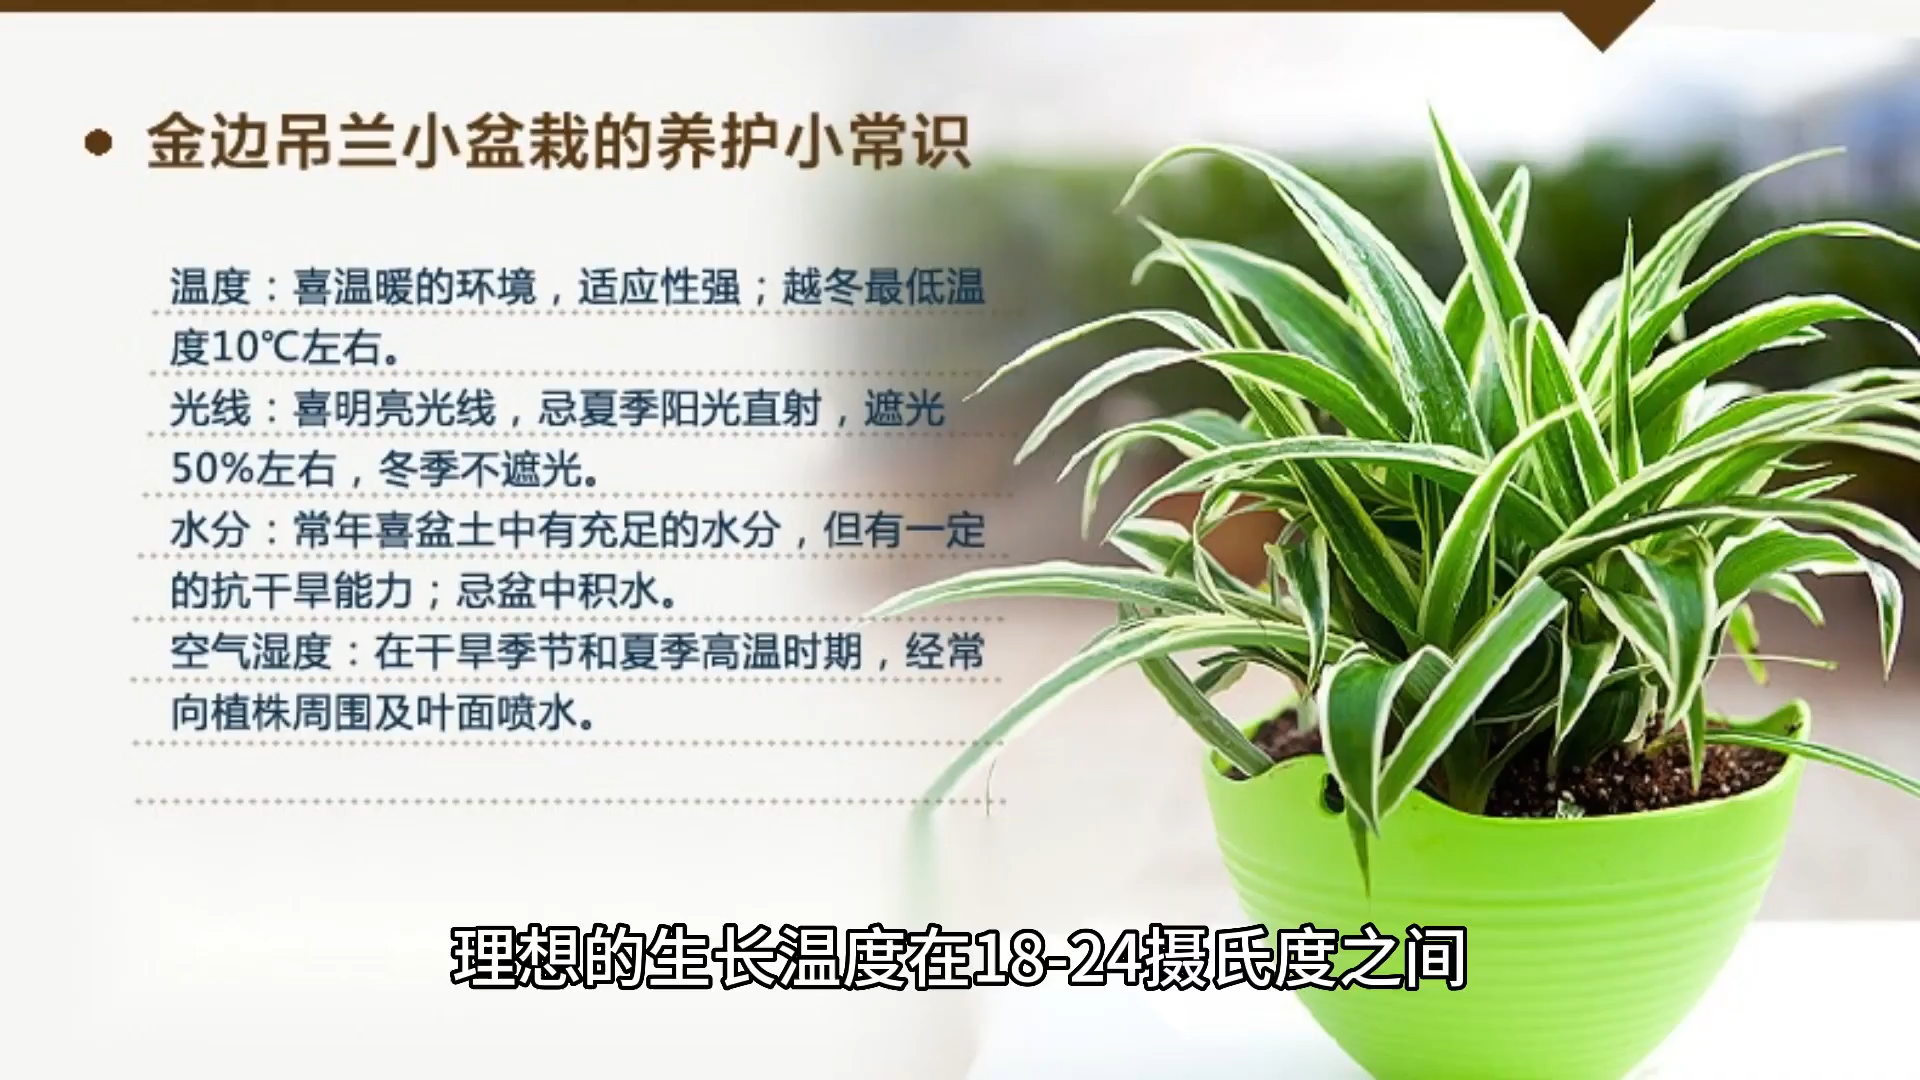 金边吊兰小盆栽的养护小常识
温度：喜温暖的环境，适应性强；越冬最低温
度10℃左右。
光线：喜明亮光线，忌夏季阳光直射，遮光
50%左右，冬季不遮光。
水分：常年喜盆土中有充足的水分，但有一定
的抗干旱能力；忌盆中积水。
空气湿度：在干旱季节和夏季高温时期，经常
向植株周围及叶面喷水。
理想的生长温度在18-24摄氏度之间